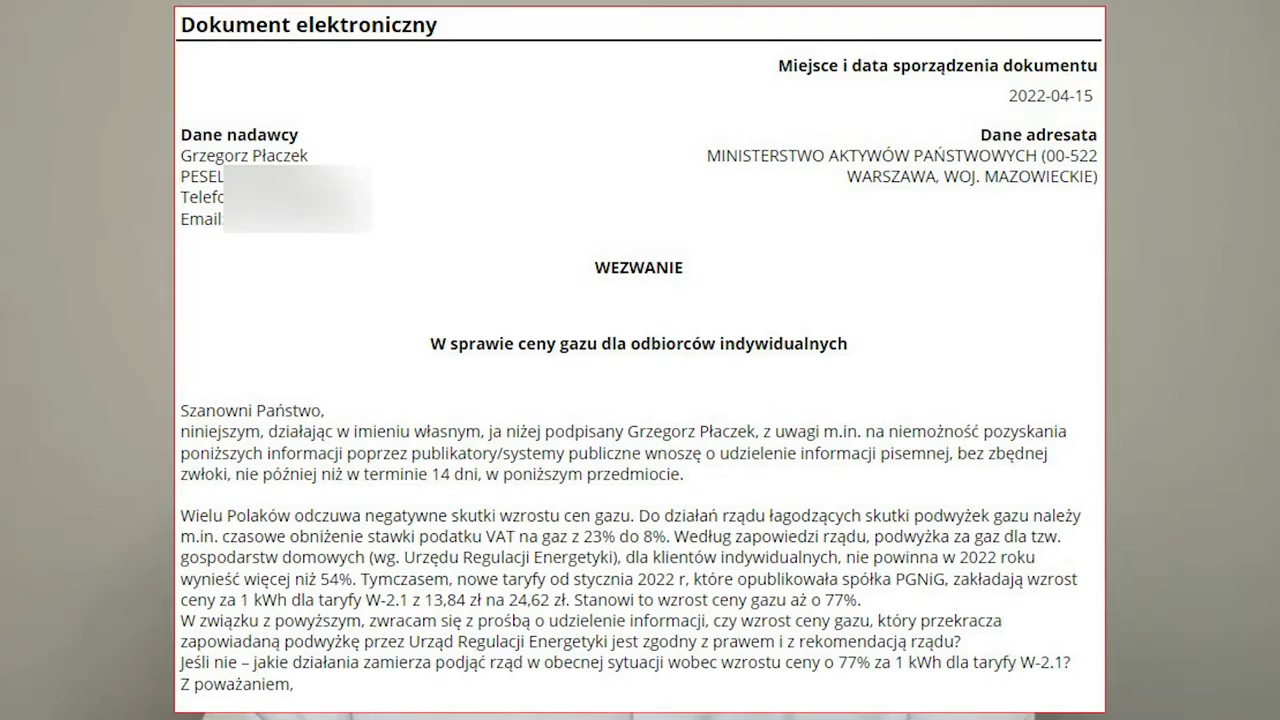 Dokument elektroniczny
Miejsce i data sporządzenia dokumentu
2022-04-15
Dane nadawcy
Grzegorz Płaczek
PESEL
Telefo
Email:
Dane adresata
MINISTERSTWO AKTYWÓW PAŃSTWOWYCH (00-522
WARSZAWA, WOJ. MAZOWIECKIE)
WEZWANIE
W sprawie ceny gazu dla odbiorców indywidualnych
Szanowni Państwo,
niniejszym, działając w imieniu własnym, ja niżej podpisany Grzegorz Płaczek, z uwagi m.in. na niemożność pozyskania
poniższych informacji poprzez publikatory/systemy publiczne wnoszę o udzielenie informacji pisemnej, bez zbędnej
zwłoki, nie później niż w terminie 14 dni, w poniższym przedmiocie.
Wielu Polaków odczuwa negatywne skutki wzrostu cen gazu. Do działań rządu łagodzących skutki podwyżek gazu należy
m.in. czasowe obniżenie stawki podatku VAT na gaz z 23% do 8%. Według zapowiedzi rządu, podwyżka za gaz dla tzw.
gospodarstw domowych (wg. Urzędu Regulacji Energetyki), dla klientów indywidualnych, nie powinna w 2022 roku
wynieść więcej niż 54%. Tymczasem, nowe taryfy od stycznia 2022 r, które opublikowała spółka PGNiG, zakładają wzrost
ceny za 1 kWh dla taryfy W-2.1 z 13,84 zł na 24,62 zł. Stanowi to wzrost ceny gazu aż o 77%.
W związku z powyższym, zwracam się z prośbą o udzielenie informacji, czy wzrost ceny gazu, który przekracza
zapowiadaną podwyżkę przez Urząd Regulacji Energetyki jest zgodny z prawem i z rekomendacją rządu?
Jeśli nie – jakie działania zamierza podjąć rząd w obecnej sytuacji wobec wzrostu ceny o 77% za 1 kWh dla taryfy W-2.1?
Z poważaniem,